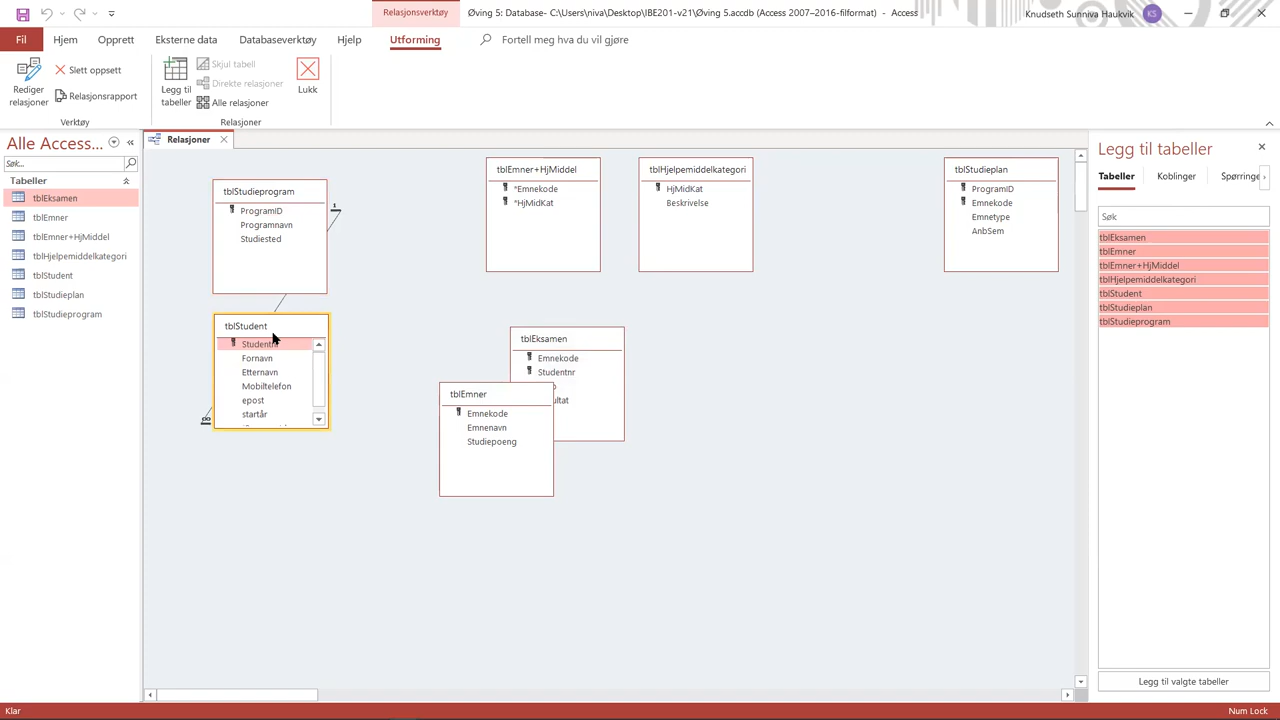 Relasjonsverktøy
Øving 5: Database- C:\Users\niva\Desktop\IBE201-v21\Øving 5.accdb (Access 2007–2016-filformat) - Access
Knudseth Sunniva Haukvik
KS
Fil
Hjem
Opprett
Eksterne data
Databaseverktøy
Hjelp
Utforming
Fortell meg hva du vil gjøre
Rediger relasjoner
Slett oppsett
Relasjonsrapport
Verktøy
Legg til tabeller
Skjul tabell
Direkte relasjoner
Alle relasjoner
Lukk
Relasjoner
Alle Access...
Søk...
Tabeller
tblEksamen
tblEmner
tblEmner+HjMiddel
tblHjelpemiddelkategori
tblStudent
tblStudieplan
tblStudieprogram
Relasjoner
tblStudieprogram
ProgramID
Programnavn
Studiested
1
∞
tblStudent
Fornavn
Etternavn
Mobiltelefon
epost
startår
tblEmner+HjMiddel
*Emnekode
*HjMidKat
tblHjelpemiddelkategori
HjMidKat
Beskrivelse
tblEksamen
Emnekode
Studentnr
tblEmner
Emnekode
Emnenavn
Studiepoeng
tblStudieplan
ProgramID
Emnekode
Emnetype
AnbSem
Legg til tabeller
Tabeller
Koblinger
Søk
tblEksamen
tblEmner
tblEmner+HjMiddel
tblHjelpemiddelkategori
tblStudent
tblStudieplan
tblStudieprogram
Legg til valgte tabeller
Klar
Num Lock